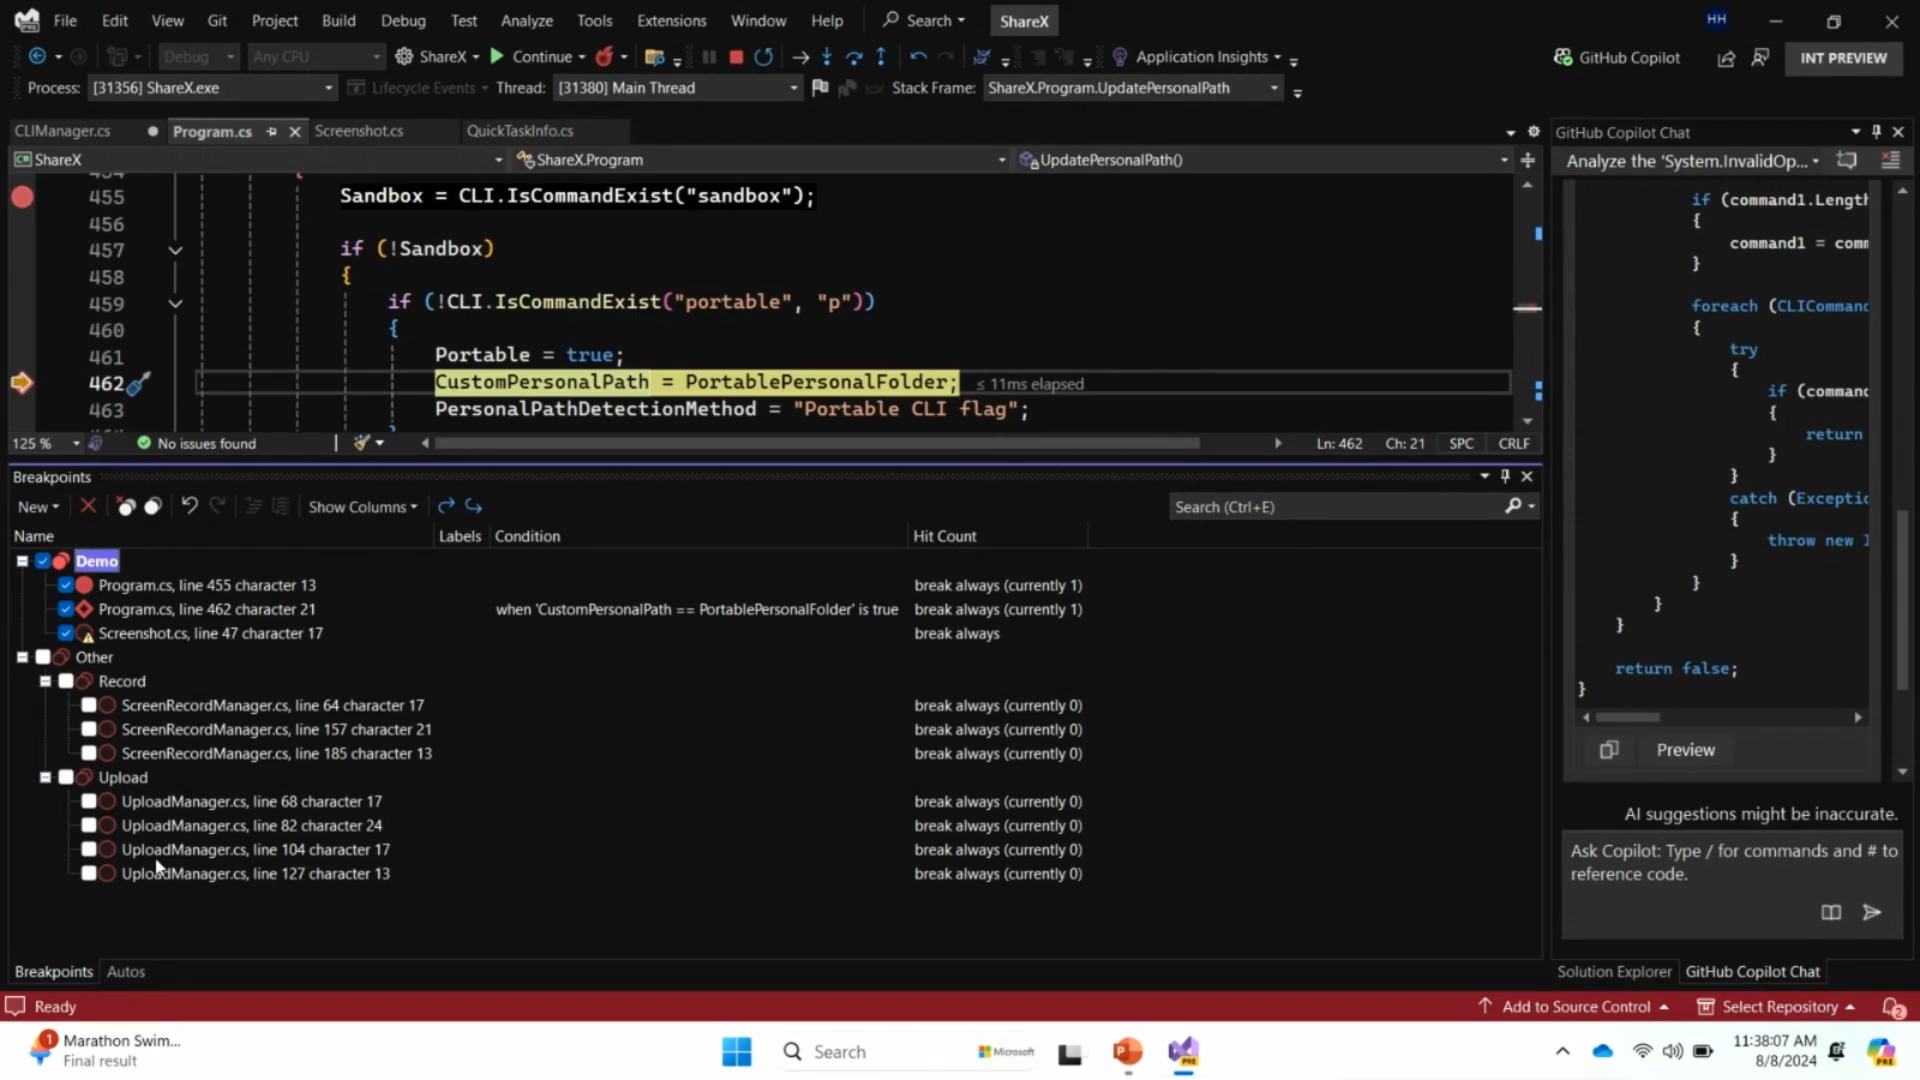 File Edit View Git Project Build Debug Test Analyze Tools Extensions Window Help Search ShareX HH
Debug Any CPU ShareX Continue Application Insights GitHub Copilot INT PREVIEW
Process: [31356] ShareX.exe Lifecycle Events Thread: [31380] Main Thread Stack Frame: ShareX.Program.UpdatePersonalPath
CLIManager.cs Program.cs Screenshot.cs QuickTaskInfo.cs
ShareX ShareX.Program UpdatePersonalPath()
455 Sandbox = CLI.IsCommandExist("sandbox");
456
457 if (!Sandbox)
458 {
459 if (!CLI.IsCommandExist("portable", "p"))
460 {
461 Portable = true;
462 CustomPersonalPath = PortablePersonalFolder; ≤ 11ms elapsed
463 PersonalPathDetectionMethod = "Portable CLI flag";
125 % No issues found Ln: 462 Ch: 21 SPC CRLF
Breakpoints
New Show Columns Search (Ctrl+E)
Name Labels Condition Hit Count
Demo
Program.cs, line 455 character 13 break always (currently 1)
Program.cs, line 462 character 21 when 'CustomPersonalPath == PortablePersonalFolder' is true break always (currently 1)
Screenshot.cs, line 47 character 17 break always
Other
Record
ScreenRecordManager.cs, line 64 character 17 break always (currently 0)
ScreenRecordManager.cs, line 157 character 21 break always (currently 0)
ScreenRecordManager.cs, line 185 character 13 break always (currently 0)
Upload
UploadManager.cs, line 68 character 17 break always (currently 0)
UploadManager.cs, line 82 character 24 break always (currently 0)
UploadManager.cs, line 104 character 17 break always (currently 0)
UploadManager.cs, line 127 character 13 break always (currently 0)
Breakpoints Autos
GitHub Copilot Chat
Analyze the 'System.InvalidOp...
if (command1.Length
{
command1 = comm
}
foreach (CLICommand
{
try
{
if (command
{
return
}
}
catch (Exceptio
{
throw new I
}
}
}
}
return false;
}
Preview
AI suggestions might be inaccurate.
Ask Copilot: Type / for commands and # to
reference code.
Solution Explorer GitHub Copilot Chat
Ready Add to Source Control Select Repository 2
1 Marathon Swim...
Final result
Search Microsoft PRE
11:38:07 AM
8/8/2024
PRE